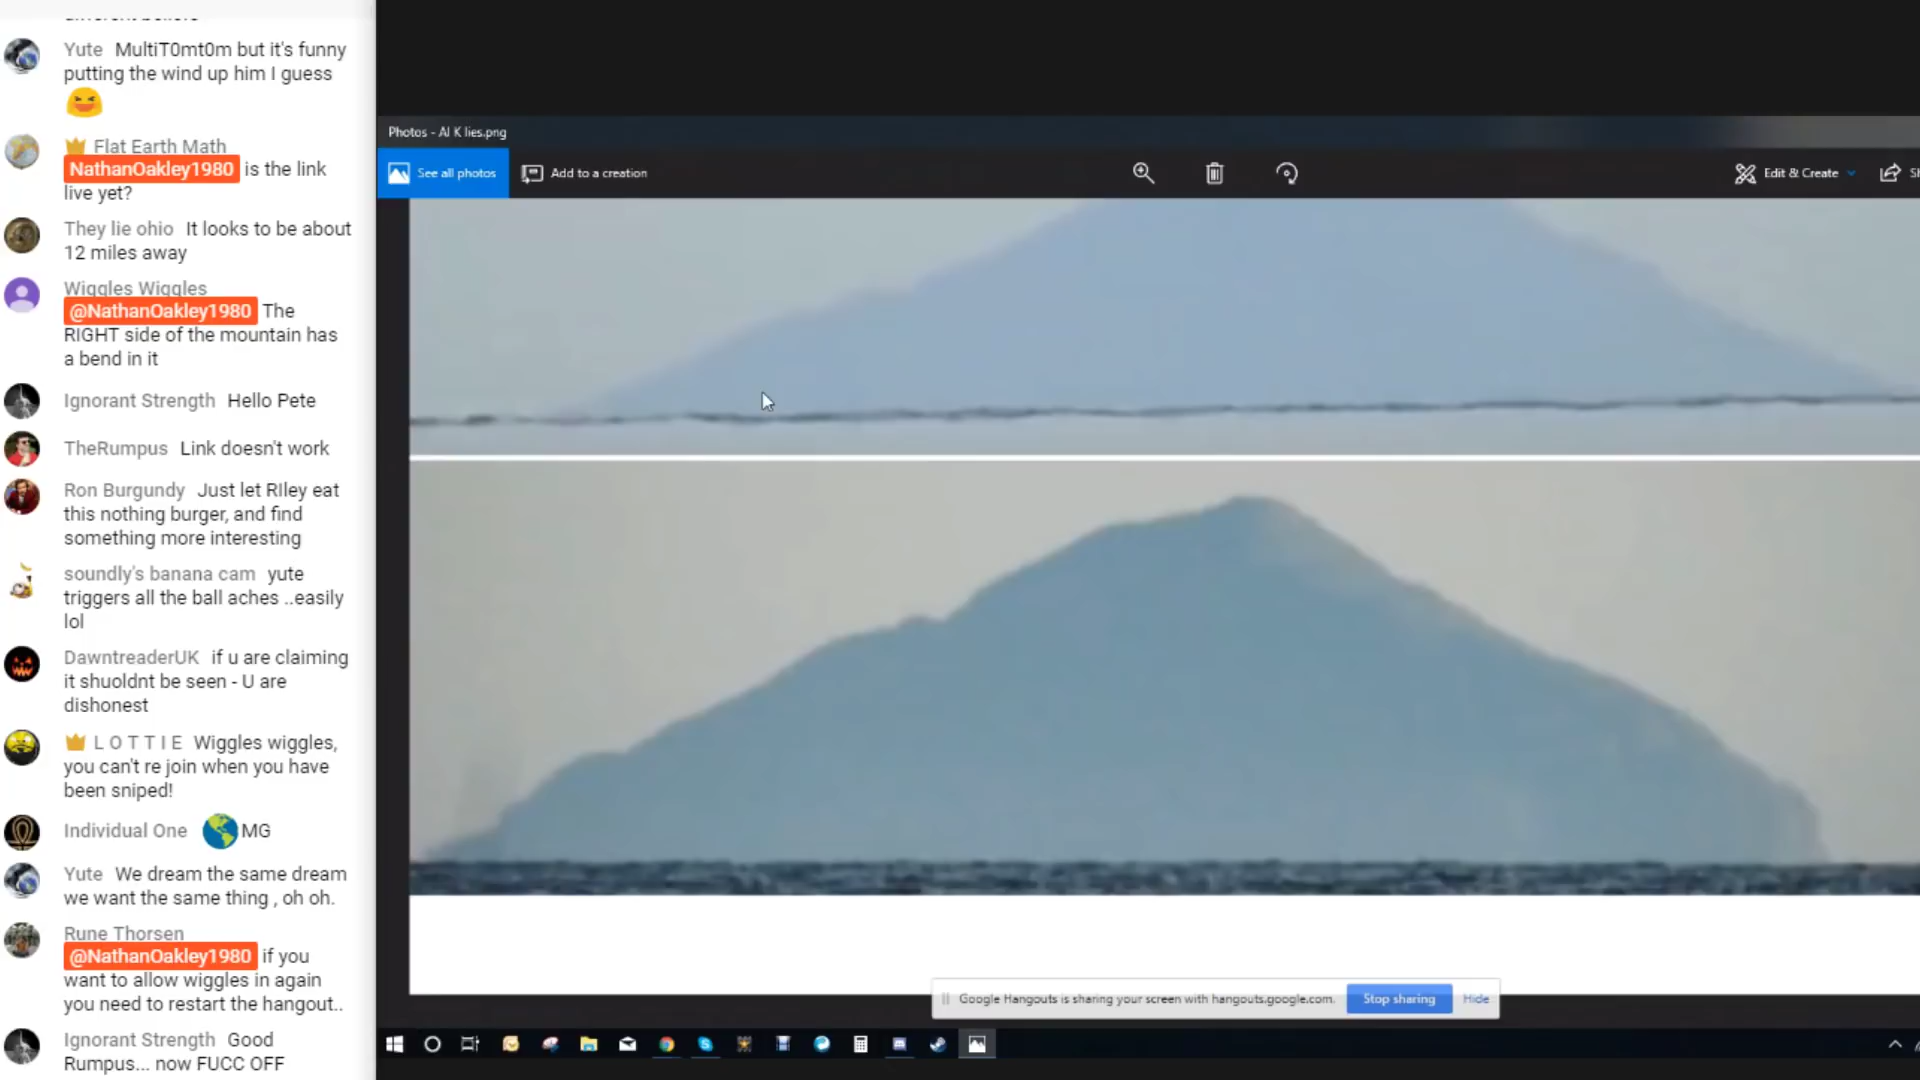 Yute MultiT0mt0m but it's funny
putting the wind up him I guess
Flat Earth Math
NathanOakley1980 is the link
live yet?
They lie ohio It looks to be about
12 miles away
Wiggles Wiggles
@NathanOakley1980 The
RIGHT side of the mountain has
a bend in it
Ignorant Strength Hello Pete
TheRumpus Link doesn't work
Ron Burgundy Just let RIley eat
this nothing burger, and find
something more interesting
soundly's banana cam yute
triggers all the ball aches ..easily
lol
DawntreaderUK if u are claiming
it shuoldnt be seen - U are
dishonest
L O T T I E Wiggles wiggles,
you can't re join when you have
been sniped!
Individual One MG
Yute We dream the same dream
we want the same thing , oh oh.
Rune Thorsen
@NathanOakley1980 if you
want to allow wiggles in again
you need to restart the hangout..
Ignorant Strength Good
Rumpus... now FUCC OFF
Photos - Al K lies.png
See all photos
Add to a creation
Edit & Create
Google Hangouts is sharing your screen with hangouts.google.com.
Stop sharing
Hide